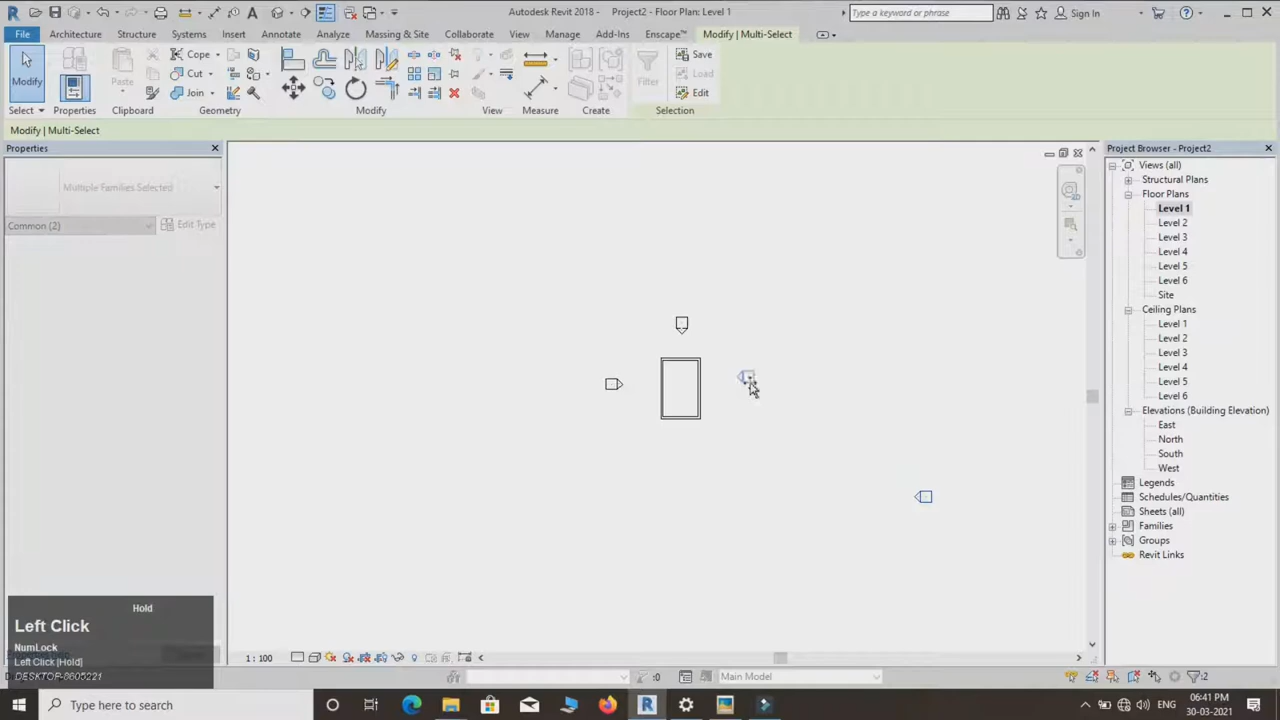 Autodesk Revit 2018 - Project2 - Floor Plan: Level 1
Type a keyword or phrase
Sign In
File Architecture Structure Systems Insert Annotate Analyze Massing & Site Collaborate View Manage Add-Ins Enscape™ Modify | Multi-Select
Modify
Paste
Cope
Cut
Join
Filter
Save
Load
Edit
Select Properties Clipboard Geometry Modify View Measure Create Selection
Modify | Multi-Select
Properties
Multiple Families Selected
Common (2)
Edit Type
Project Browser - Project2
Views (all)
Structural Plans
Floor Plans
Level 1
Level 2
Level 3
Level 4
Level 5
Level 6
Site
Ceiling Plans
Level 1
Level 2
Level 3
Level 4
Level 5
Level 6
Elevations (Building Elevation)
East
North
South
West
Legends
Schedules/Quantities
Sheets (all)
Families
Groups
Revit Links
Hold
Left Click
NumLock
Left Click [Hold]
DESKTOP-0605221
1 : 100
:0
Main Model
:2
Type here to search
ENG
06:41 PM
30-03-2021